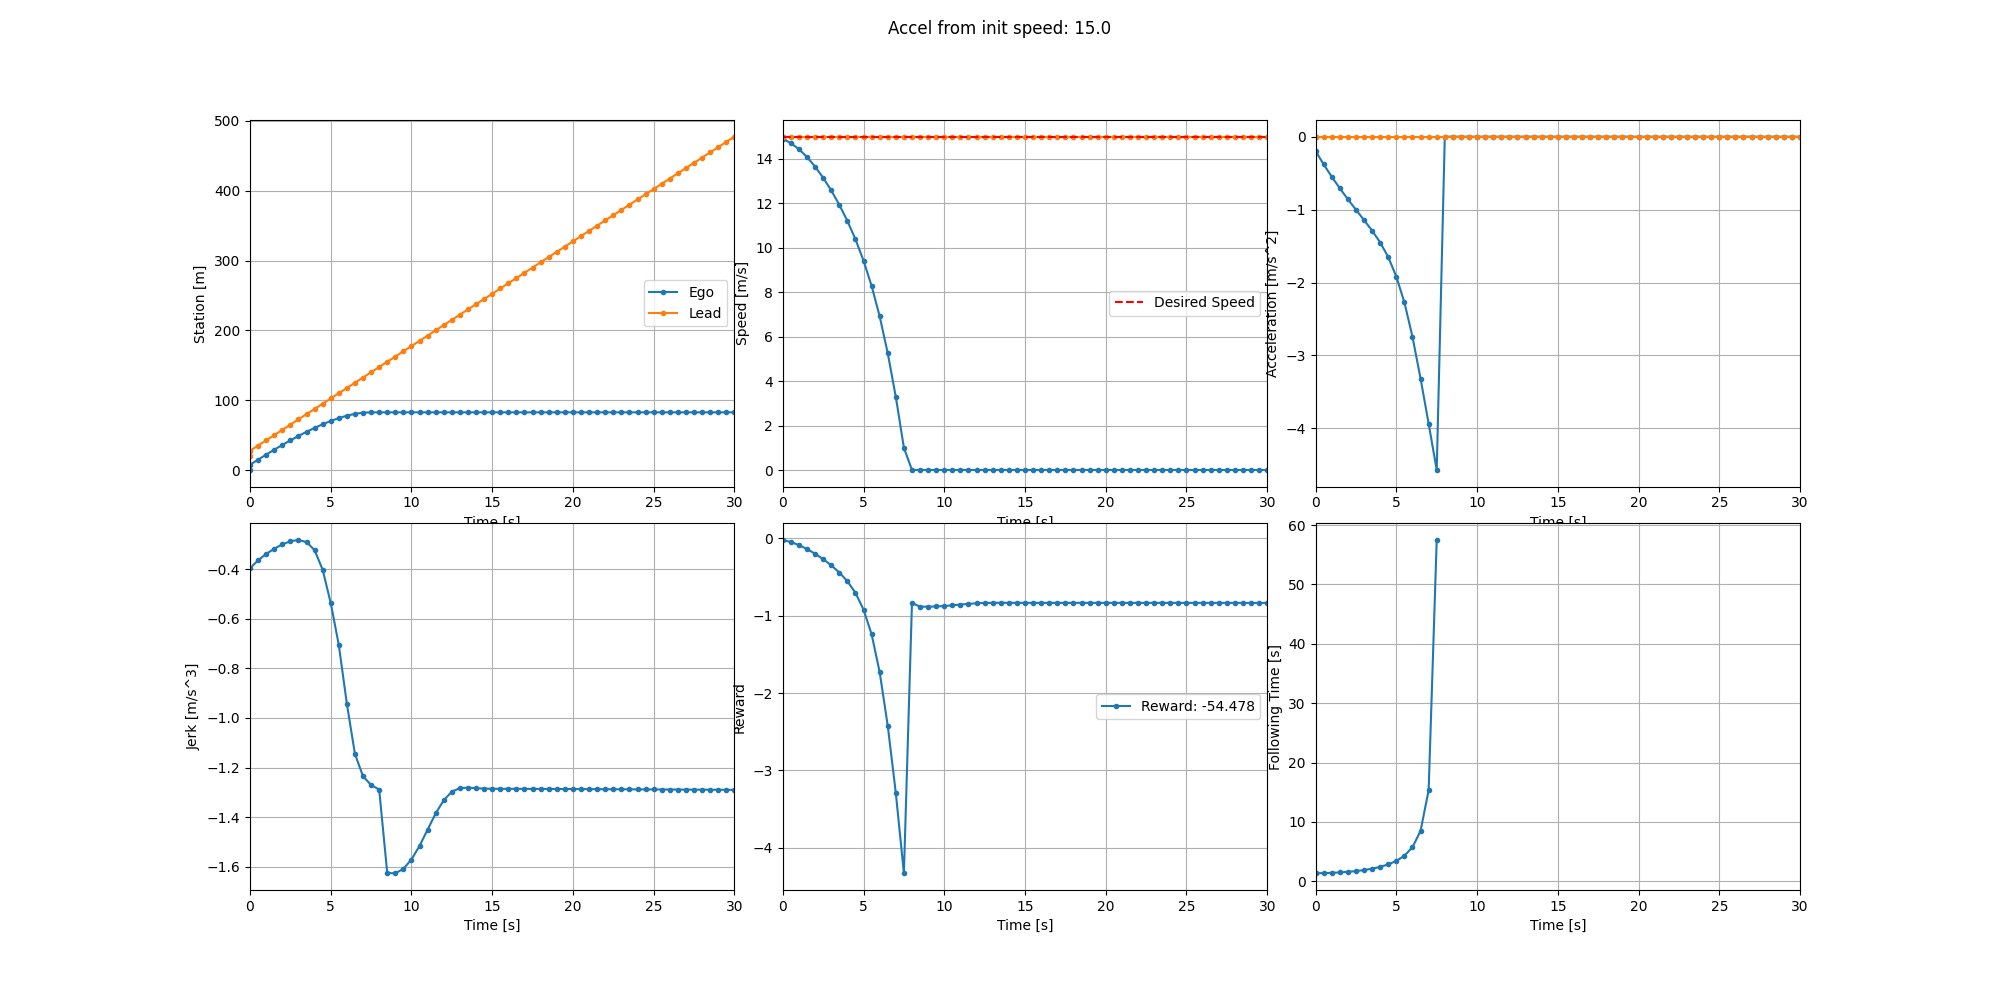 Accel from init speed: 15.0
Station [m]
500
400
300
200
100
0
Ego
Lead
0 5 10 15 20 25 30
Time [s]
Speed [m/s]
14
12
10
8
6
4
2
0
Desired Speed
0 5 10 15 20 25 30
Time [s]
Acceleration [m/s^2]
0
−1
−2
−3
−4
0 5 10 15 20 25 30
Time [s]
Jerk [m/s^3]
−0.4
−0.6
−0.8
−1.0
−1.2
−1.4
−1.6
0 5 10 15 20 25 30
Time [s]
Reward
0
−1
−2
−3
−4
Reward: -54.478
0 5 10 15 20 25 30
Time [s]
Following Time [s]
60
50
40
30
20
10
0
0 5 10 15 20 25 30
Time [s]